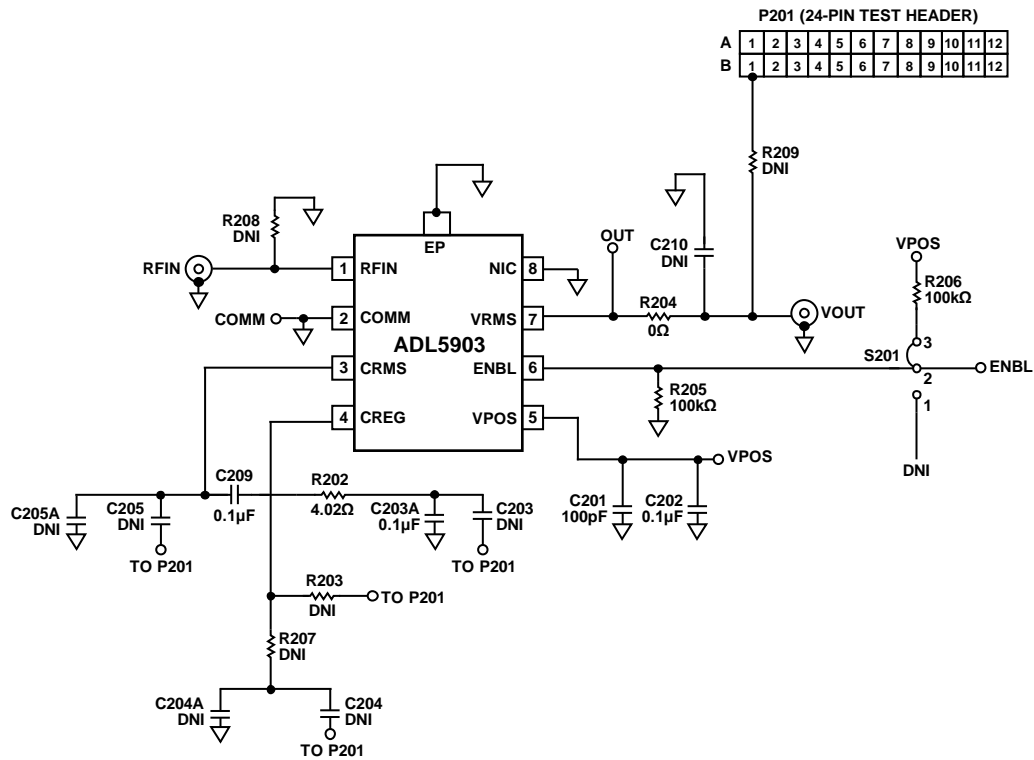 P201 (24-PIN TEST HEADER)
A 1 2 3 4 5 6 7 8 9 10 11 12
B 1 2 3 4 5 6 7 8 9 10 11 12
R209
DNI
R208
DNI
EP
OUT
C210
DNI
VPOS
R206
100kΩ
RFIN
1 RFIN
NIC 8
COMM
2 COMM
VRMS 7
R204
0Ω
VOUT
ADL5903
3 CRMS
ENBL 6
S201
3
2
1
ENBL
R205
100kΩ
4 CREG
VPOS 5
DNI
VPOS
C209
0.1µF
R202
4.02Ω
C205A
DNI
C205
DNI
C203A
0.1µF
C203
DNI
C201
100pF
C202
0.1µF
TO P201
TO P201
R203
DNI
TO P201
R207
DNI
C204A
DNI
C204
DNI
TO P201